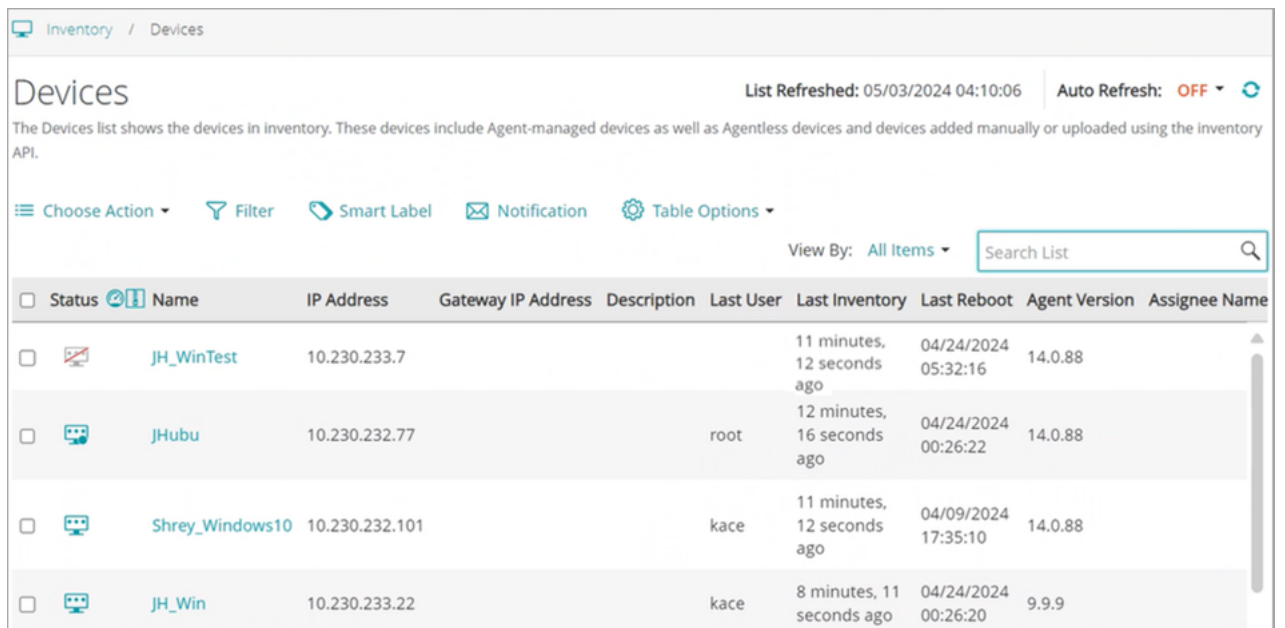 Inventory / Devices
Devices
List Refreshed: 05/03/2024 04:10:06 Auto Refresh: OFF
The Devices list shows the devices in inventory. These devices include Agent-managed devices as well as Agentless devices and devices added manually or uploaded using the inventory
API.
Choose Action Filter Smart Label Notification Table Options
View By: All Items Search List
Status Name IP Address Gateway IP Address Description Last User Last Inventory Last Reboot Agent Version Assignee Name
JH_WinTest 10.230.233.7 11 minutes, 12 seconds ago 04/24/2024 05:32:16 14.0.88
JHubu 10.230.232.77 root 12 minutes, 16 seconds ago 04/24/2024 00:26:22 14.0.88
Shrey_Windows10 10.230.232.101 kace 11 minutes, 12 seconds ago 04/09/2024 17:35:10 14.0.88
JH_Win 10.230.233.22 kace 8 minutes, 11 seconds ago 04/24/2024 00:26:20 9.9.9